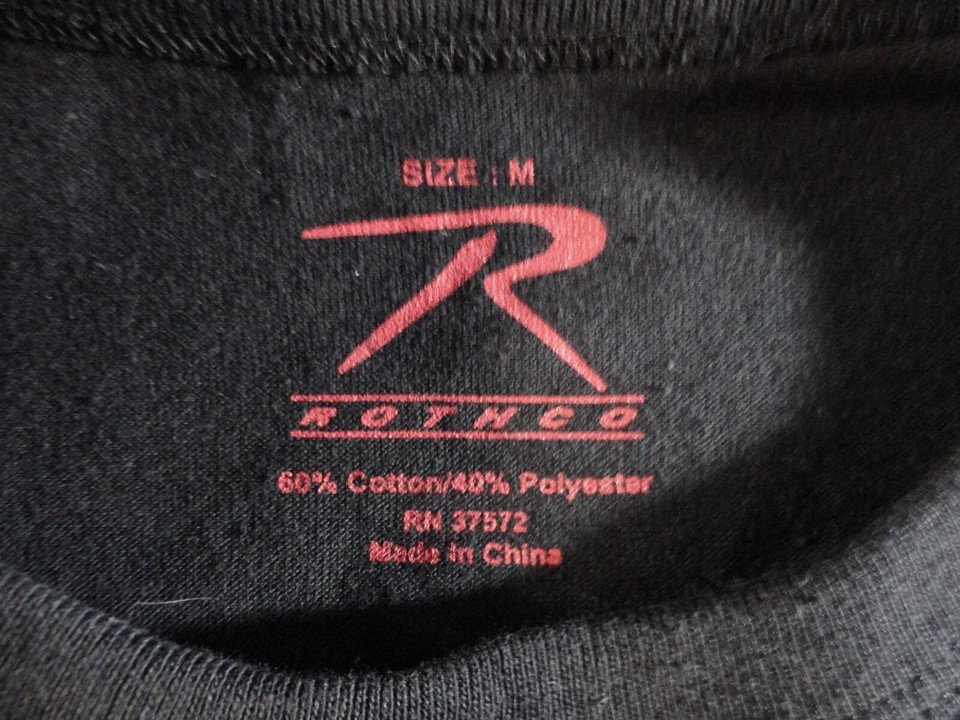 SIZE : M
R
ROTHCO
60% Cotton/40% Polyester
RN 37572
Made in China